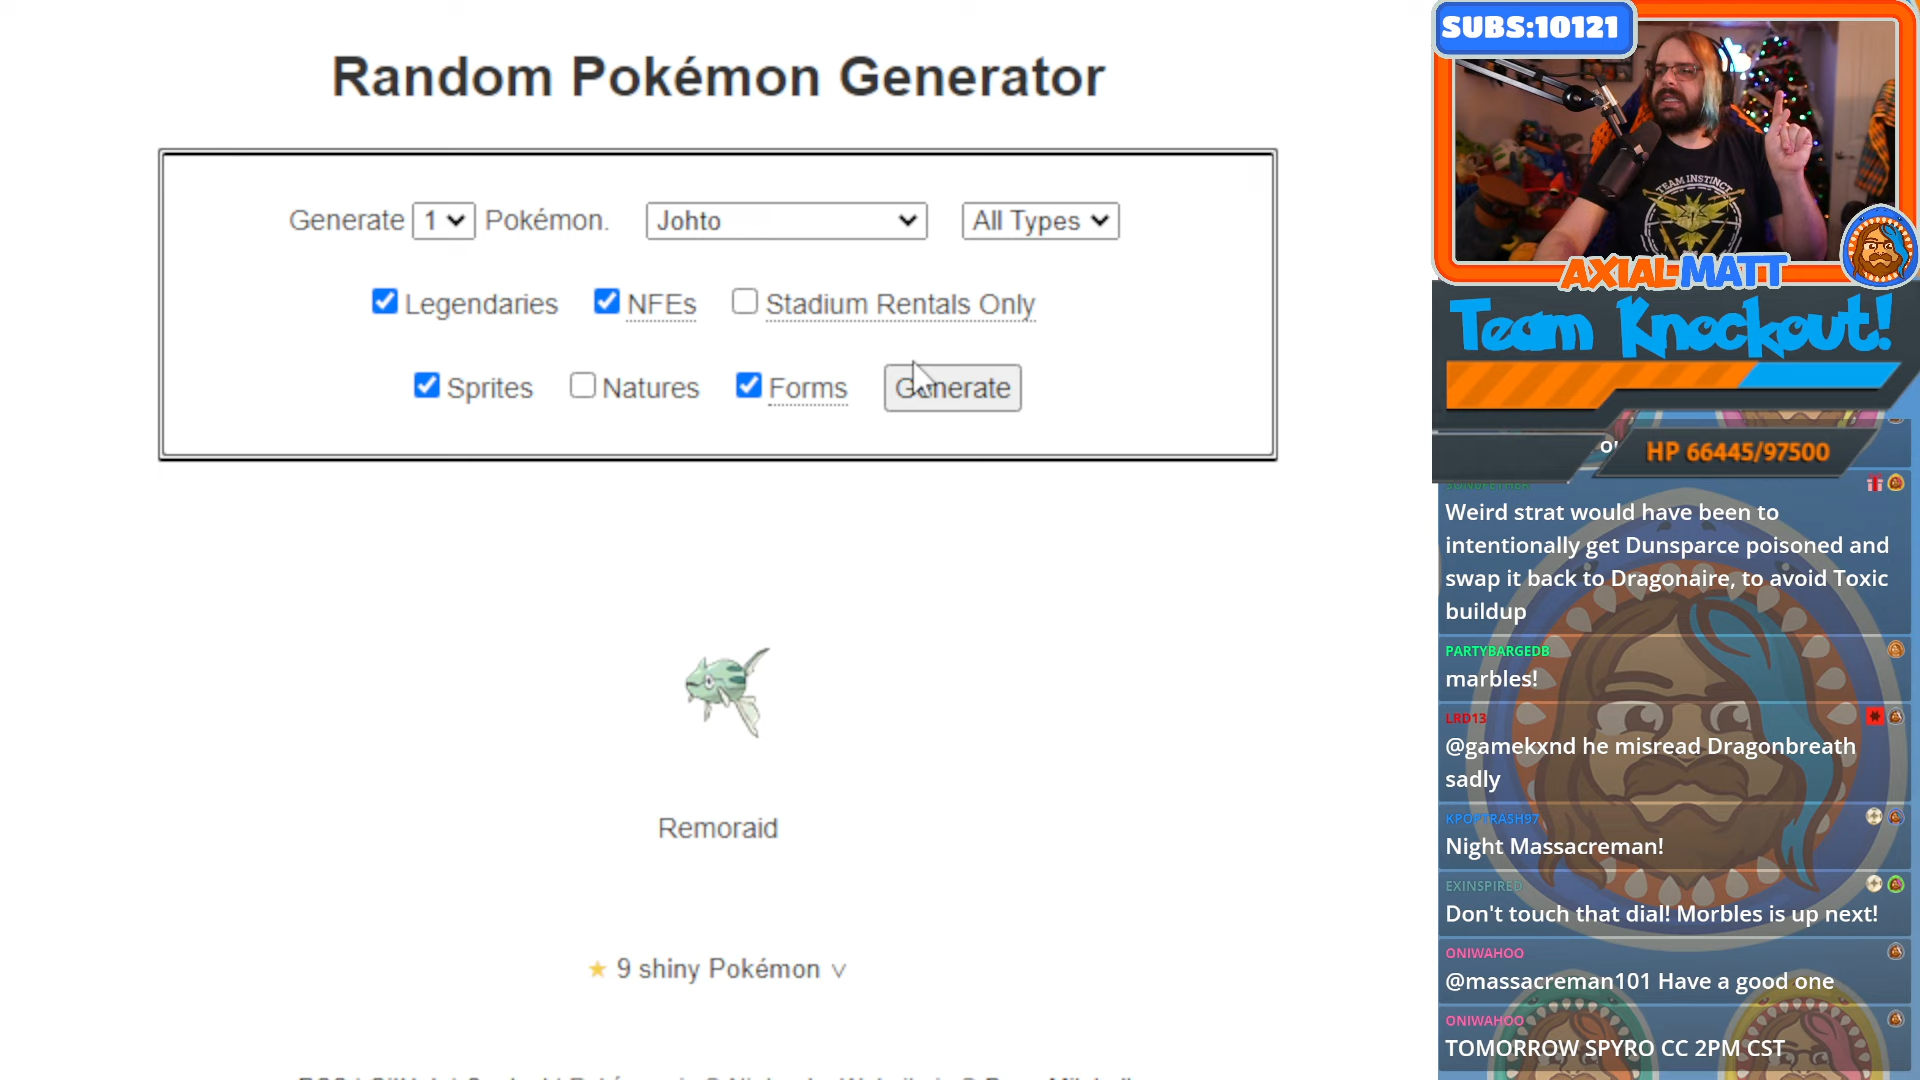 Random Pokémon Generator
Generate 1 Pokémon. Johto All Types
Legendaries NFEs Stadium Rentals Only
Sprites Natures Forms Generate
Remoraid
9 shiny Pokémon
SUBS:10121
TEAM INSTINCT
AXIAL-MATT
Team Knockout!
HP 66445/97500
Weird strat would have been to
intentionally get Dunsparce poisoned and
swap it back to Dragonaire, to avoid Toxic
buildup
PARTYBARGEDB
marbles!
LRD13
@gamekxnd he misread Dragonbreath
sadly
KPOPTRASH97
Night Massacreman!
EXINSPIRED
Don't touch that dial! Morbles is up next!
ONIWAHOO
@massacreman101 Have a good one
ONIWAHOO
TOMORROW SPYRO CC 2PM CST